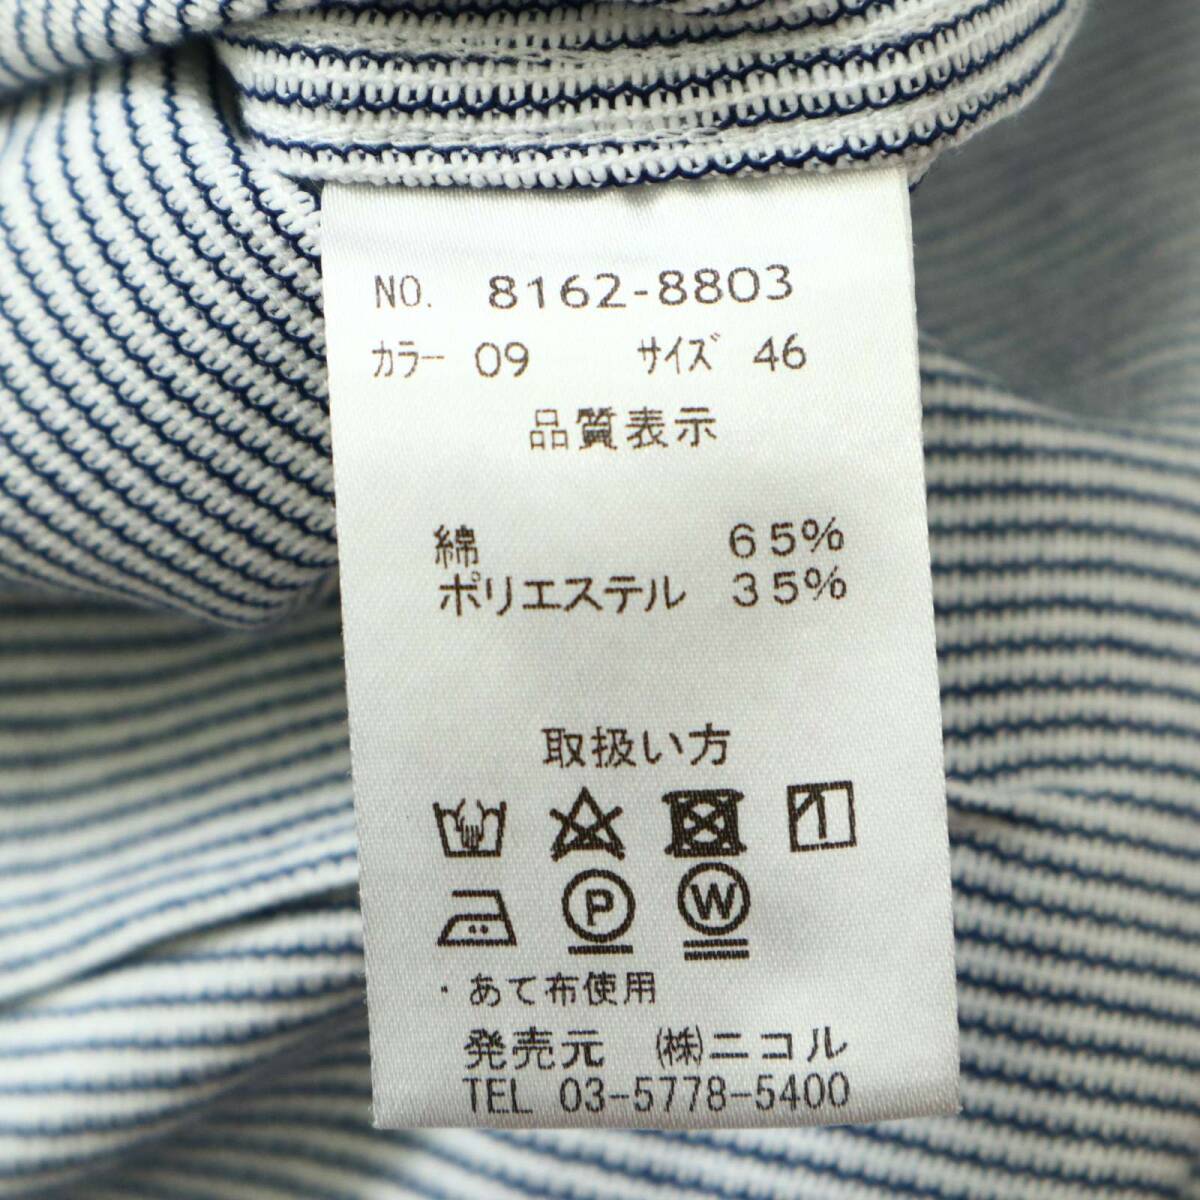 NO. 8162-8803
カラー 09 サイズ 46
品質表示
綿 65%
ポリエステル 35%
取扱い方
P W
・あて布使用
発売元 ㈱ニコル
TEL 03-5778-5400